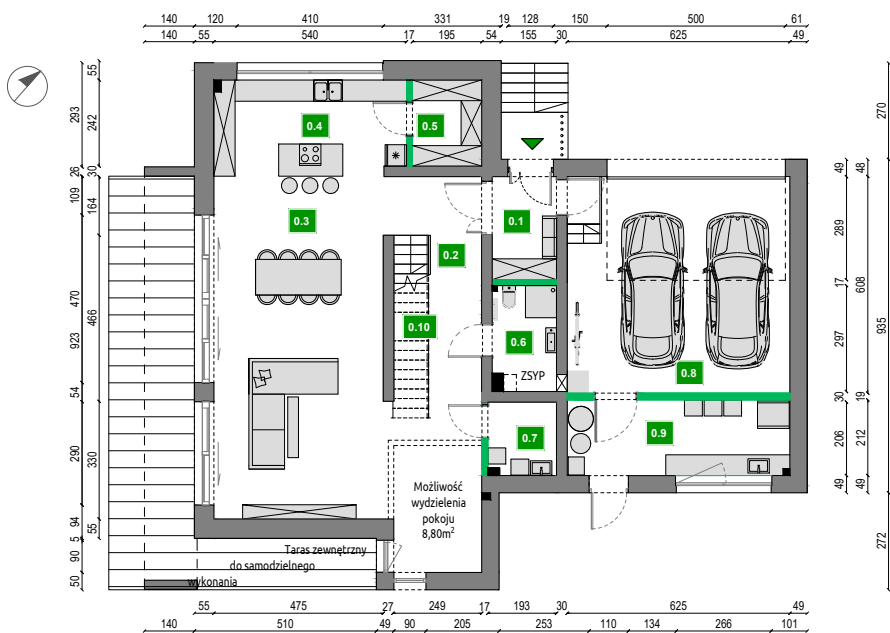 140 120 410 331 19 128 150 500 61
140 55 540 17 195 54 155 30 625 49
55
293 242
26 30
109 164
470 466
923
54
290 330
94 55
5
90
50
270
49 48
289
17 608
297 935
30 19
206 212
49 49
272
0.4
0.5
0.3
0.1
0.2
0.10
0.6
ZSYP
0.8
0.7
0.9
Możliwość
wydzielenia
pokoju
8,80m²
Taras zewnętrzny
do samodzielnego
wykonania
55 475 27 249 17 193 30 625 49
140 510 49 90 205 253 110 134 266 101